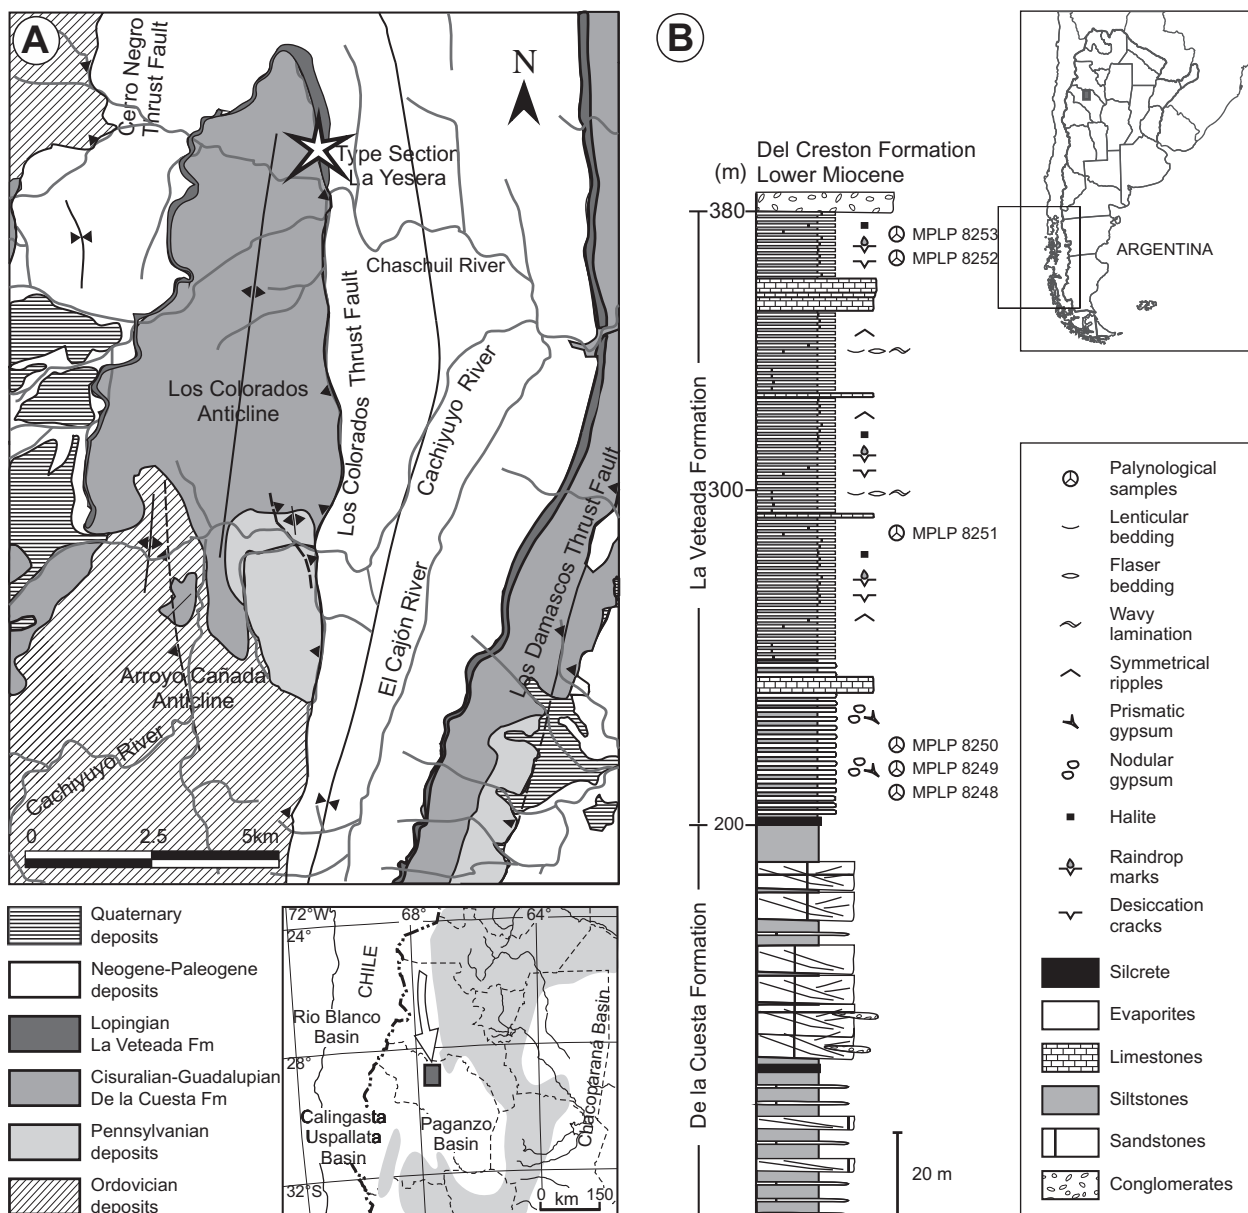 A
Cerro Negro
Thrust Fault
N
Type Section
La Yesera
Chaschuil River
Los Colorados
Anticline
Los Colorados Thrust Fault
Cachiyuyo River
El Cajón River
Los Damascos Thrust Fault
Arroyo Cañada
Anticline
Cachiyuyo River
0 2.5 5km
Quaternary
deposits
Neogene-Paleogene
deposits
Lopingian
La Veteada Fm
Cisuralian-Guadalupian
De la Cuesta Fm
Pennsylvanian
deposits
Ordovician
deposits
72°W 68° 64°
24°
CHILE
Rio Blanco
Basin
28°
Calingasta
Uspallata
Basin
Paganzo
Basin
Chacoparana Basin
32°S
0 km 150
B
Del Creston Formation
Lower Miocene
(m)
380
MPLP 8253
MPLP 8252
La Veteada Formation
300
MPLP 8251
MPLP 8250
MPLP 8249
MPLP 8248
200
De la Cuesta Formation
20 m
ARGENTINA
Palynological
samples
Lenticular
bedding
Flaser
bedding
Wavy
lamination
Symmetrical
ripples
Prismatic
gypsum
Nodular
gypsum
Halite
Raindrop
marks
Desiccation
cracks
Silcrete
Evaporites
Limestones
Siltstones
Sandstones
Conglomerates